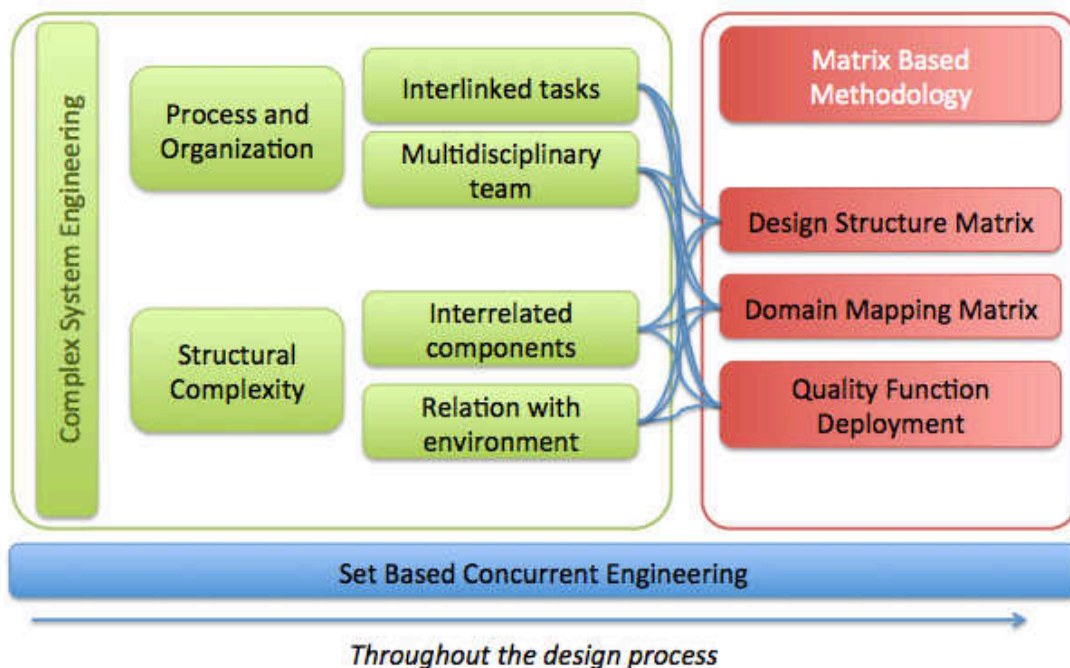 Complex System Engineering
Process and
Organization
Interlinked tasks
Multidisciplinary
team
Structural
Complexity
Interrelated
components
Relation with
environment
Matrix Based
Methodology
Design Structure Matrix
Domain Mapping Matrix
Quality Function
Deployment
Set Based Concurrent Engineering
Throughout the design process